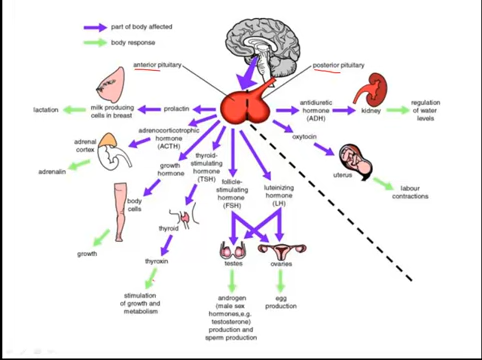 part of body affected
body response
anterior pituitary
posterior pituitary
lactation
milk producing
cells in breast
prolactin
antidiuretic
hormone
(ADH)
kidney
regulation
of water
levels
adrenal
cortex
adrenocorticotrophic
hormone
(ACTH)
oxytocin
adrenalin
growth
hormone
thyroid-
stimulating
hormone
(TSH)
follicle-
stimulating
hormone
(FSH)
luteinizing
hormone
(LH)
uterus
labour
contractions
body
cells
thyroid
growth
thyroxin
testes
ovaries
stimulation
of growth and
metabolism
androgen
(male sex
hormones,e.g.
testosterone)
production and
sperm production
egg
production